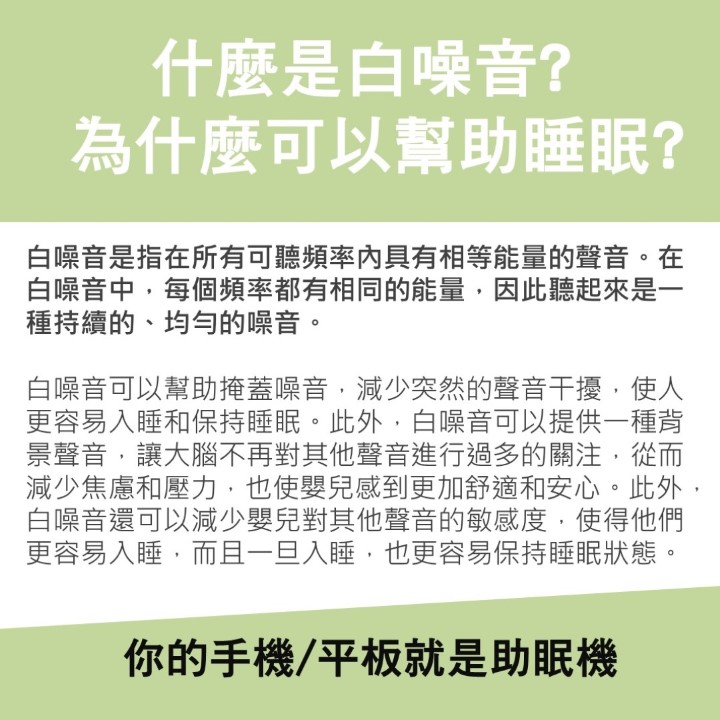 什麼是白噪音?
為什麼可以幫助睡眠?
白噪音是指在所有可聽頻率內具有相等能量的聲音。在
白噪音中，每個頻率都有相同的能量，因此聽起來是一
種持續的、均勻的噪音。
白噪音可以幫助掩蓋噪音，減少突然的聲音干擾，使人
更容易入睡和保持睡眠。此外，白噪音可以提供一種背
景聲音，讓大腦不再對其他聲音進行過多的關注，從而
減少焦慮和壓力，也使嬰兒感到更加舒適和安心。此外，
白噪音還可以減少嬰兒對其他聲音的敏感度，使得他們
更容易入睡，而且一旦入睡，也更容易保持睡眠狀態。
你的手機/平板就是助眠機